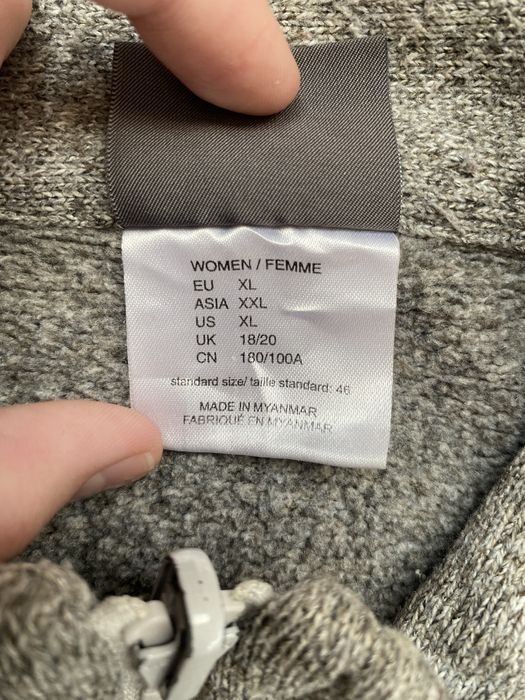 WOMEN / FEMME
EU XL
ASIA XXL
US XL
UK 18/20
CN 180/100A
standard size/ taille standard: 46
MADE IN MYANMAR
FABRIQUÉ EN MYANMAR